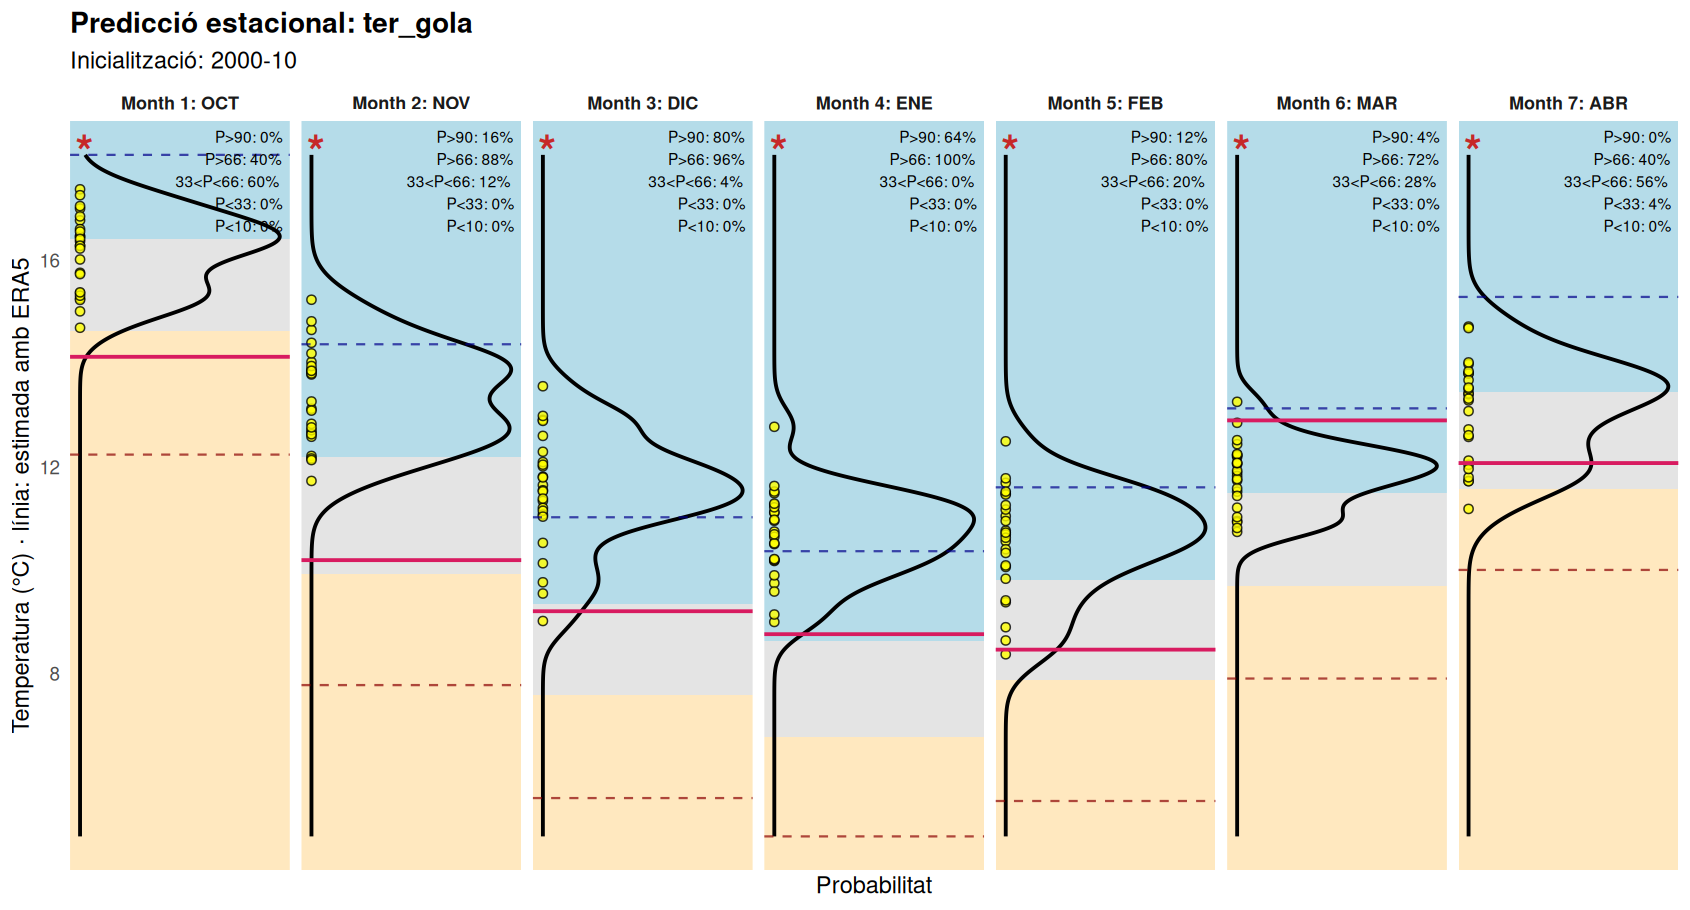 Predicció estacional: ter_gola
Inicialització: 2000-10
Month 1: OCT
P>90: 0%
P>66: 40%
33<P<66: 60%
P<33: 0%
P<10: 0%
Month 2: NOV
P>90: 16%
P>66: 88%
33<P<66: 12%
P<33: 0%
P<10: 0%
Month 3: DIC
P>90: 80%
P>66: 96%
33<P<66: 4%
P<33: 0%
P<10: 0%
Month 4: ENE
P>90: 64%
P>66: 100%
33<P<66: 0%
P<33: 0%
P<10: 0%
Month 5: FEB
P>90: 12%
P>66: 80%
33<P<66: 20%
P<33: 0%
P<10: 0%
Month 6: MAR
P>90: 4%
P>66: 72%
33<P<66: 28%
P<33: 0%
P<10: 0%
Month 7: ABR
P>90: 0%
P>66: 40%
33<P<66: 56%
P<33: 4%
P<10: 0%
16
12
8
Temperatura (°C) · línia: estimada amb ERA5
Probabilitat